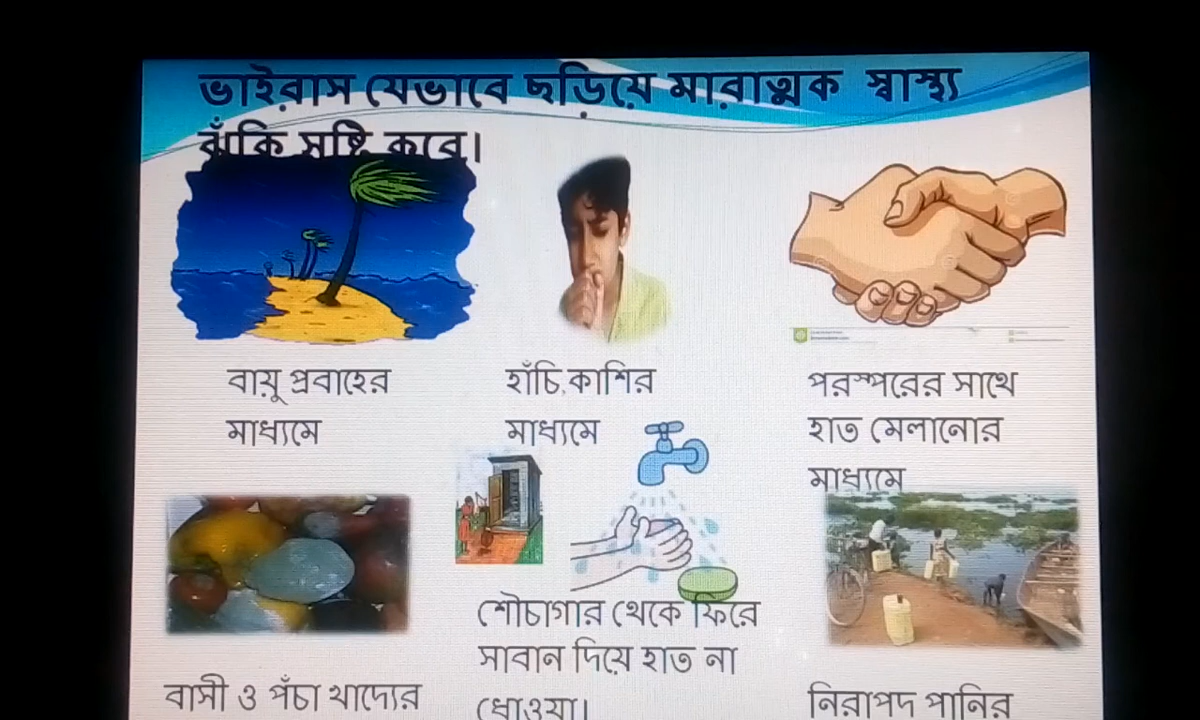 ভাইরাস যেভাবে ছড়িয়ে মারাত্মক স্বাস্থ্য
ঝুঁকি সৃষ্টি করে।
বায়ু প্রবাহের
মাধ্যমে
হাঁচি,কাশির
মাধ্যমে
পরস্পরের সাথে
হাত মেলানোর
মাধ্যমে
বাসী ও পঁচা খাদ্যের
শৌচাগার থেকে ফিরে
সাবান দিয়ে হাত না
ধোওয়া।
নিরাপদ পানির